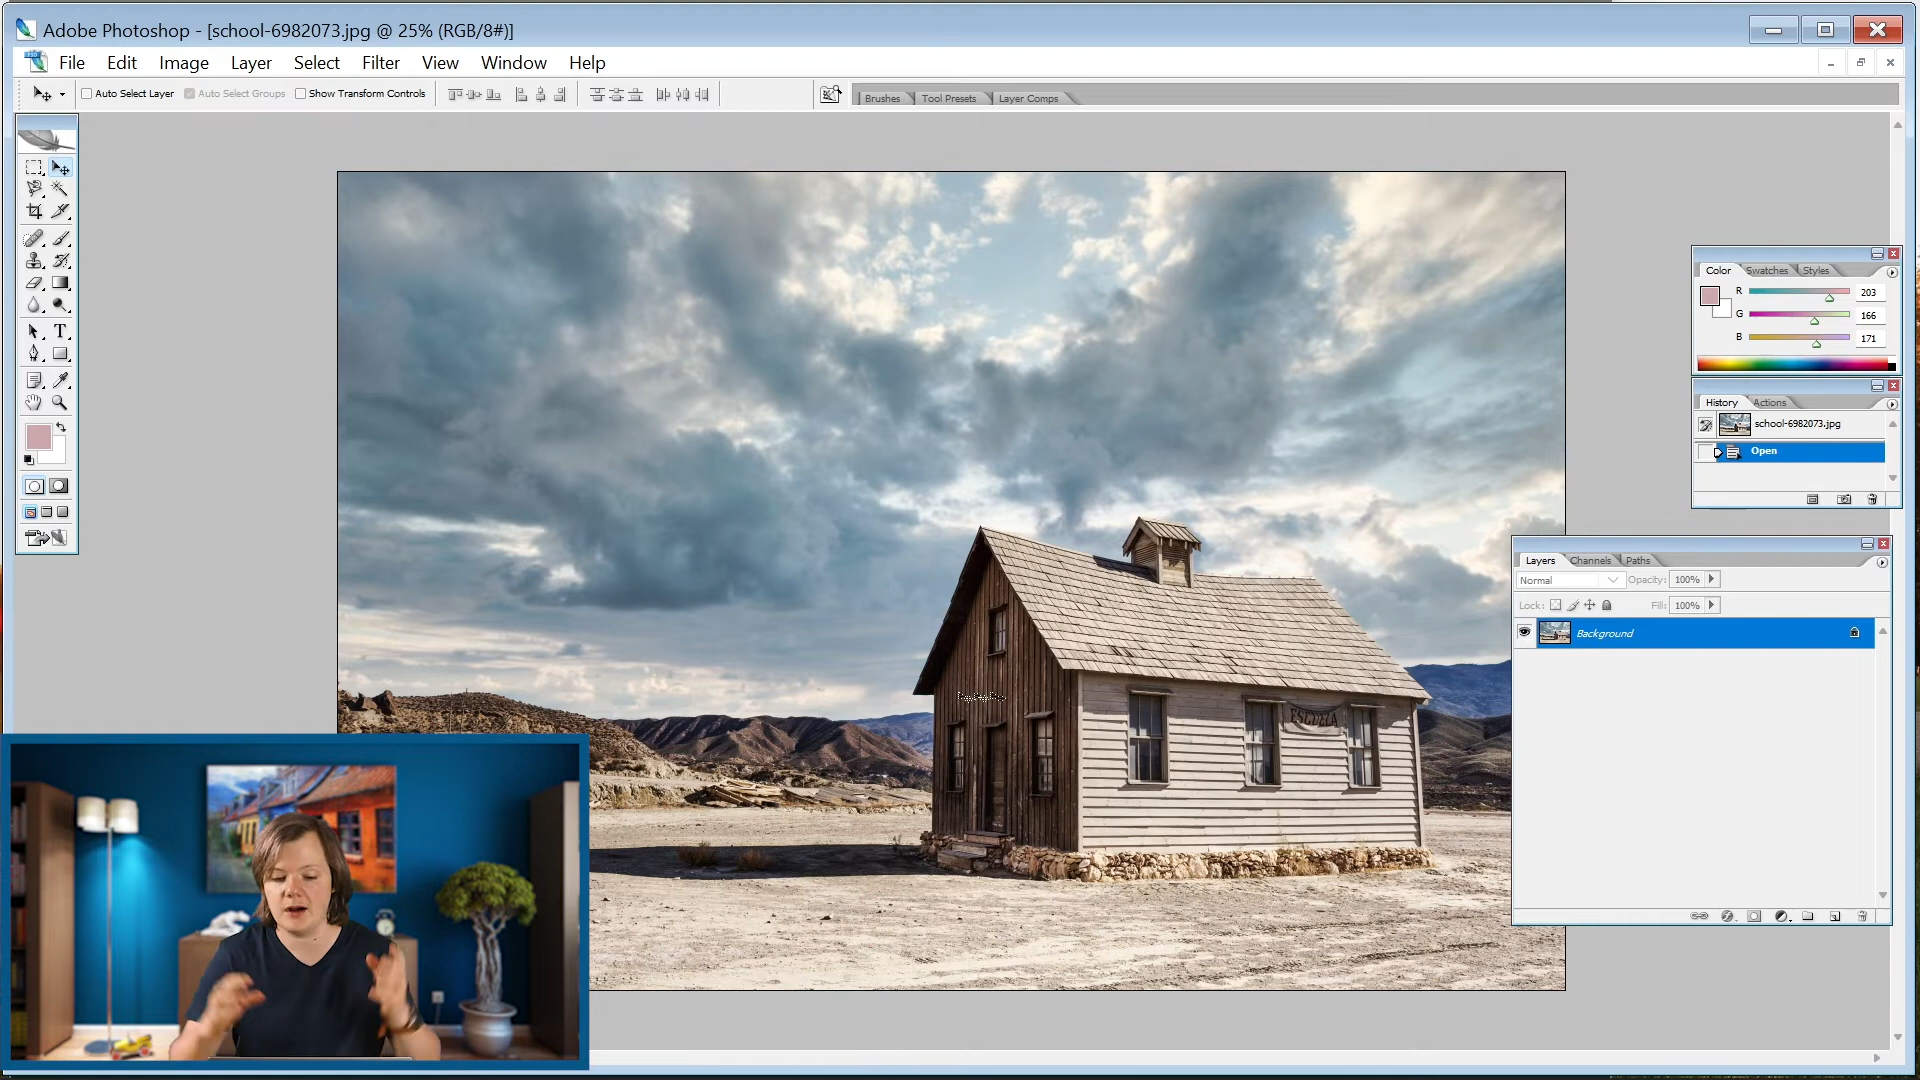 Adobe Photoshop - [school-6982073.jpg @ 25% (RGB/8#)]
File Edit Image Layer Select Filter View Window Help
Auto Select Layer Auto Select Groups Show Transform Controls Brushes Tool Presets Layer Comps
Color Swatches Styles
R 203
G 166
B 171
History Actions
school-6982073.jpg
Open
Layers Channels Paths
Normal Opacity: 100%
Lock: Fill: 100%
Background
ESCUELA
T